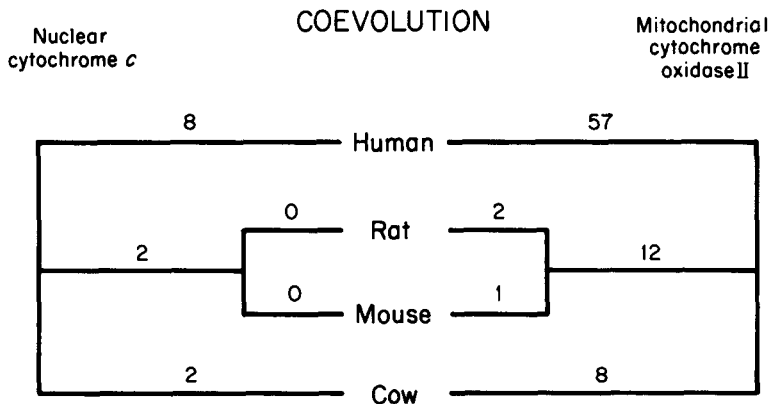 COEVOLUTION
Nuclear
cytochrome c
Mitochondrial
cytochrome
oxidase II
8
Human
57
0
Rat
2
2
12
0
Mouse
1
2
Cow
8